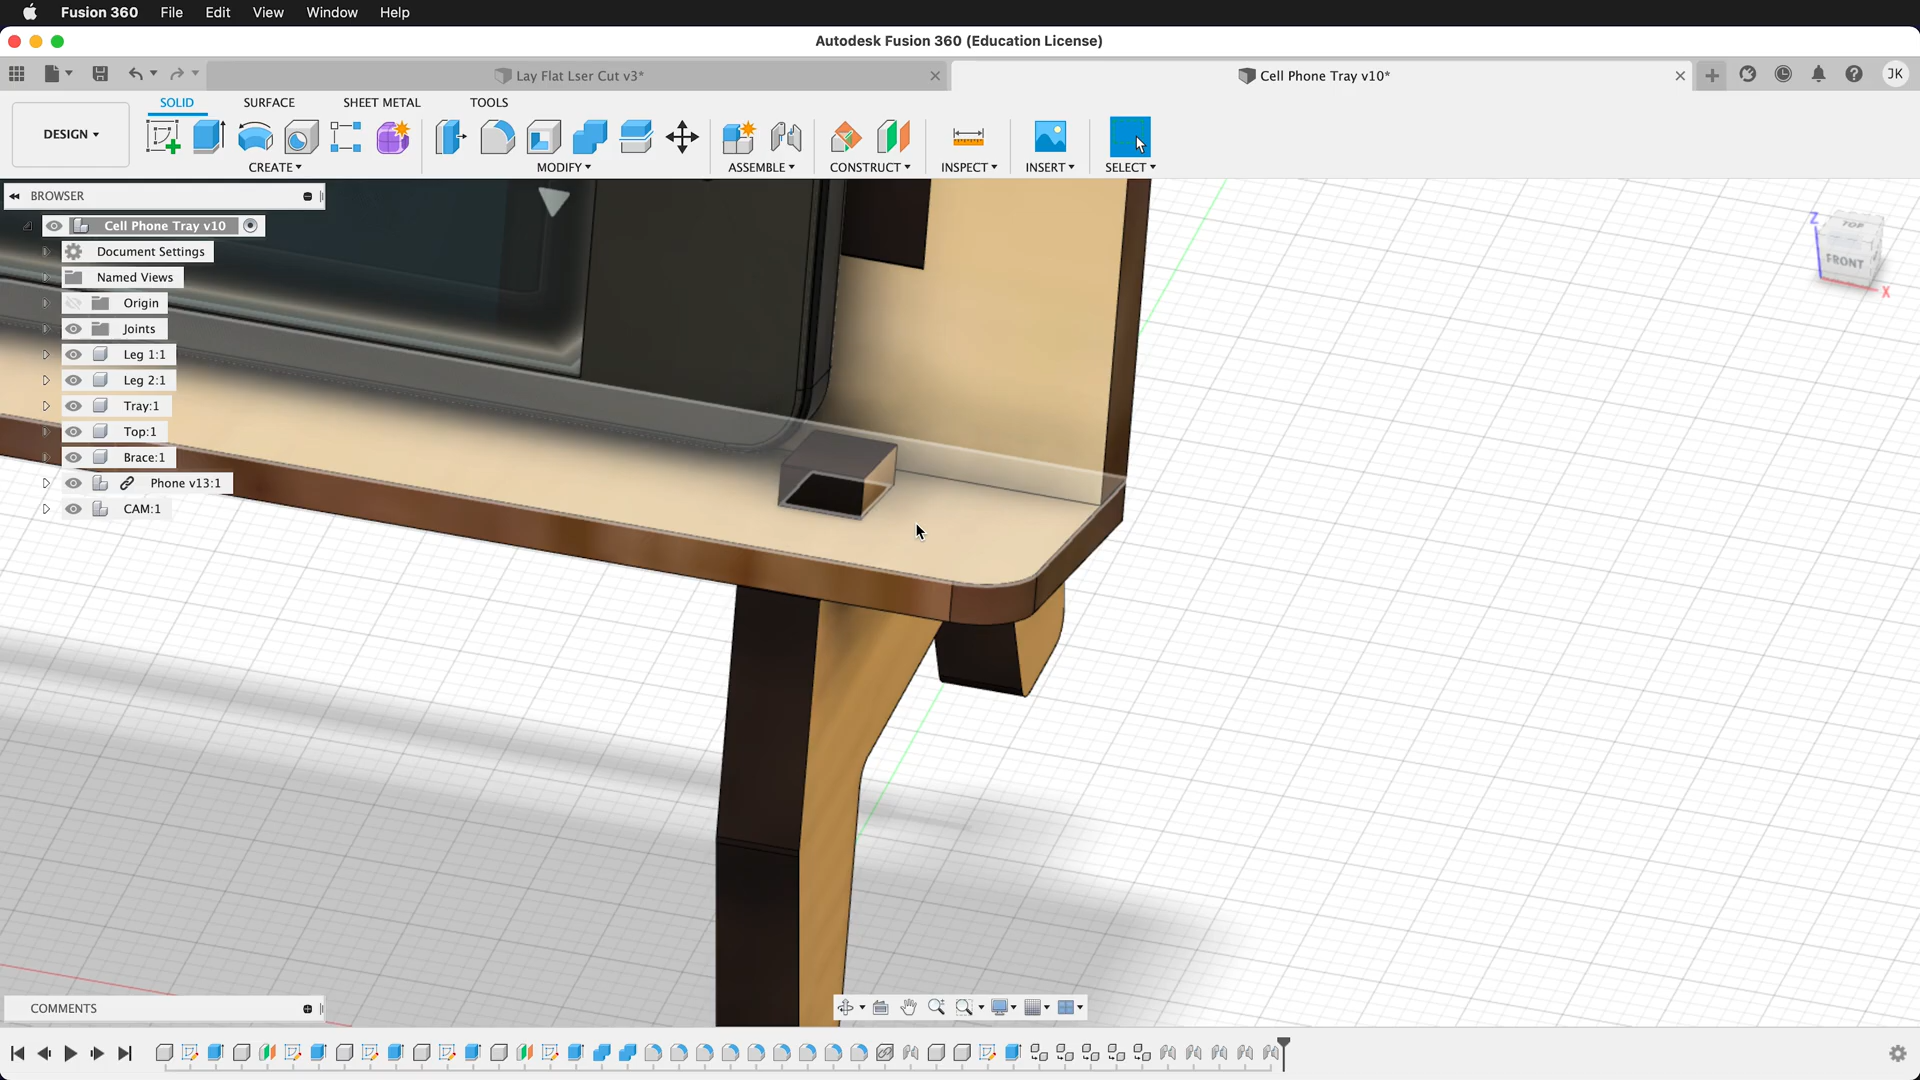 Fusion 360 File Edit View Window Help
Autodesk Fusion 360 (Education License)
Lay Flat Lser Cut v3*
Cell Phone Tray v10*
JK
DESIGN
SOLID SURFACE SHEET METAL TOOLS
CREATE MODIFY ASSEMBLE CONSTRUCT INSPECT INSERT SELECT
BROWSER
Cell Phone Tray v10
Document Settings
Named Views
Origin
Joints
Leg 1:1
Leg 2:1
Tray:1
Top:1
Brace:1
Phone v13:1
CAM:1
Z
TOP
FRONT
X
COMMENTS